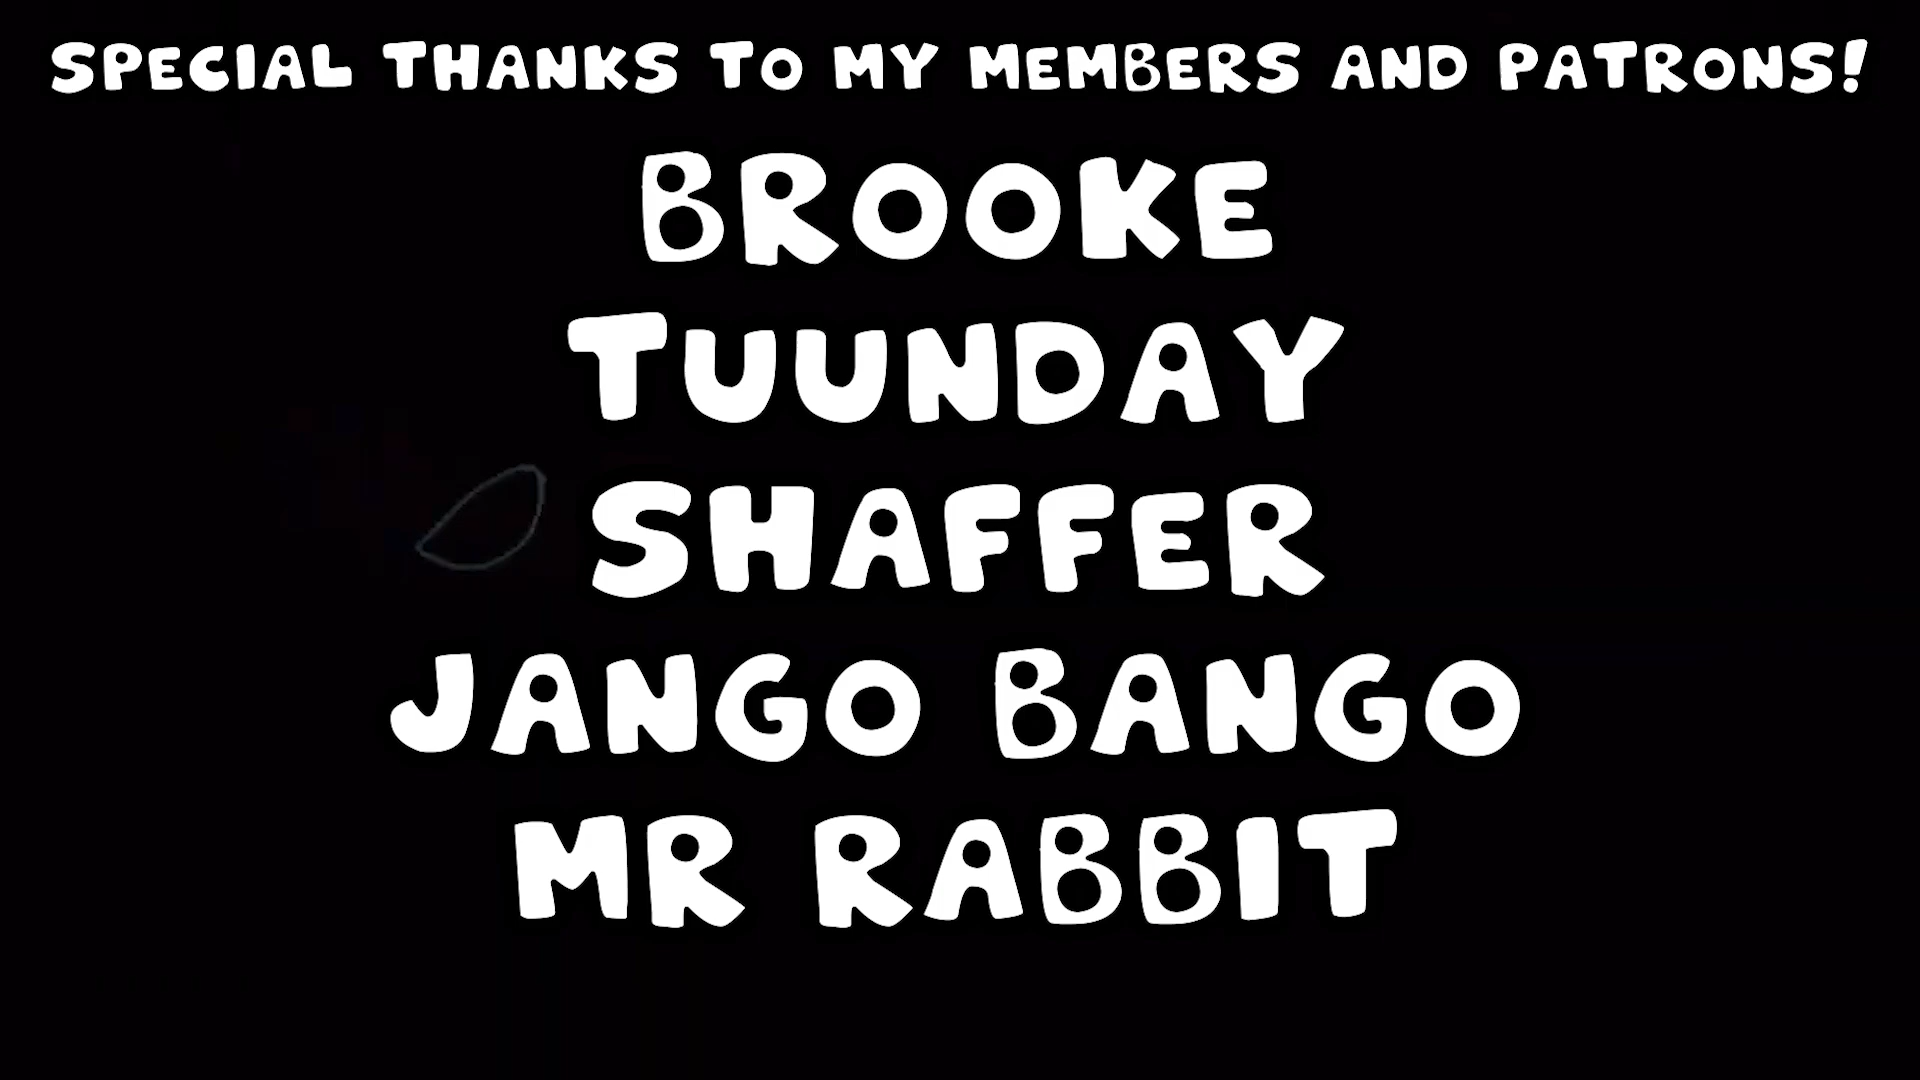 SPECIAL THANKS TO MY MEMBERS AND PATRONS!
BROOKE
TUUNDAY
SHAFFER
JANGO BANGO
MR RABBIT